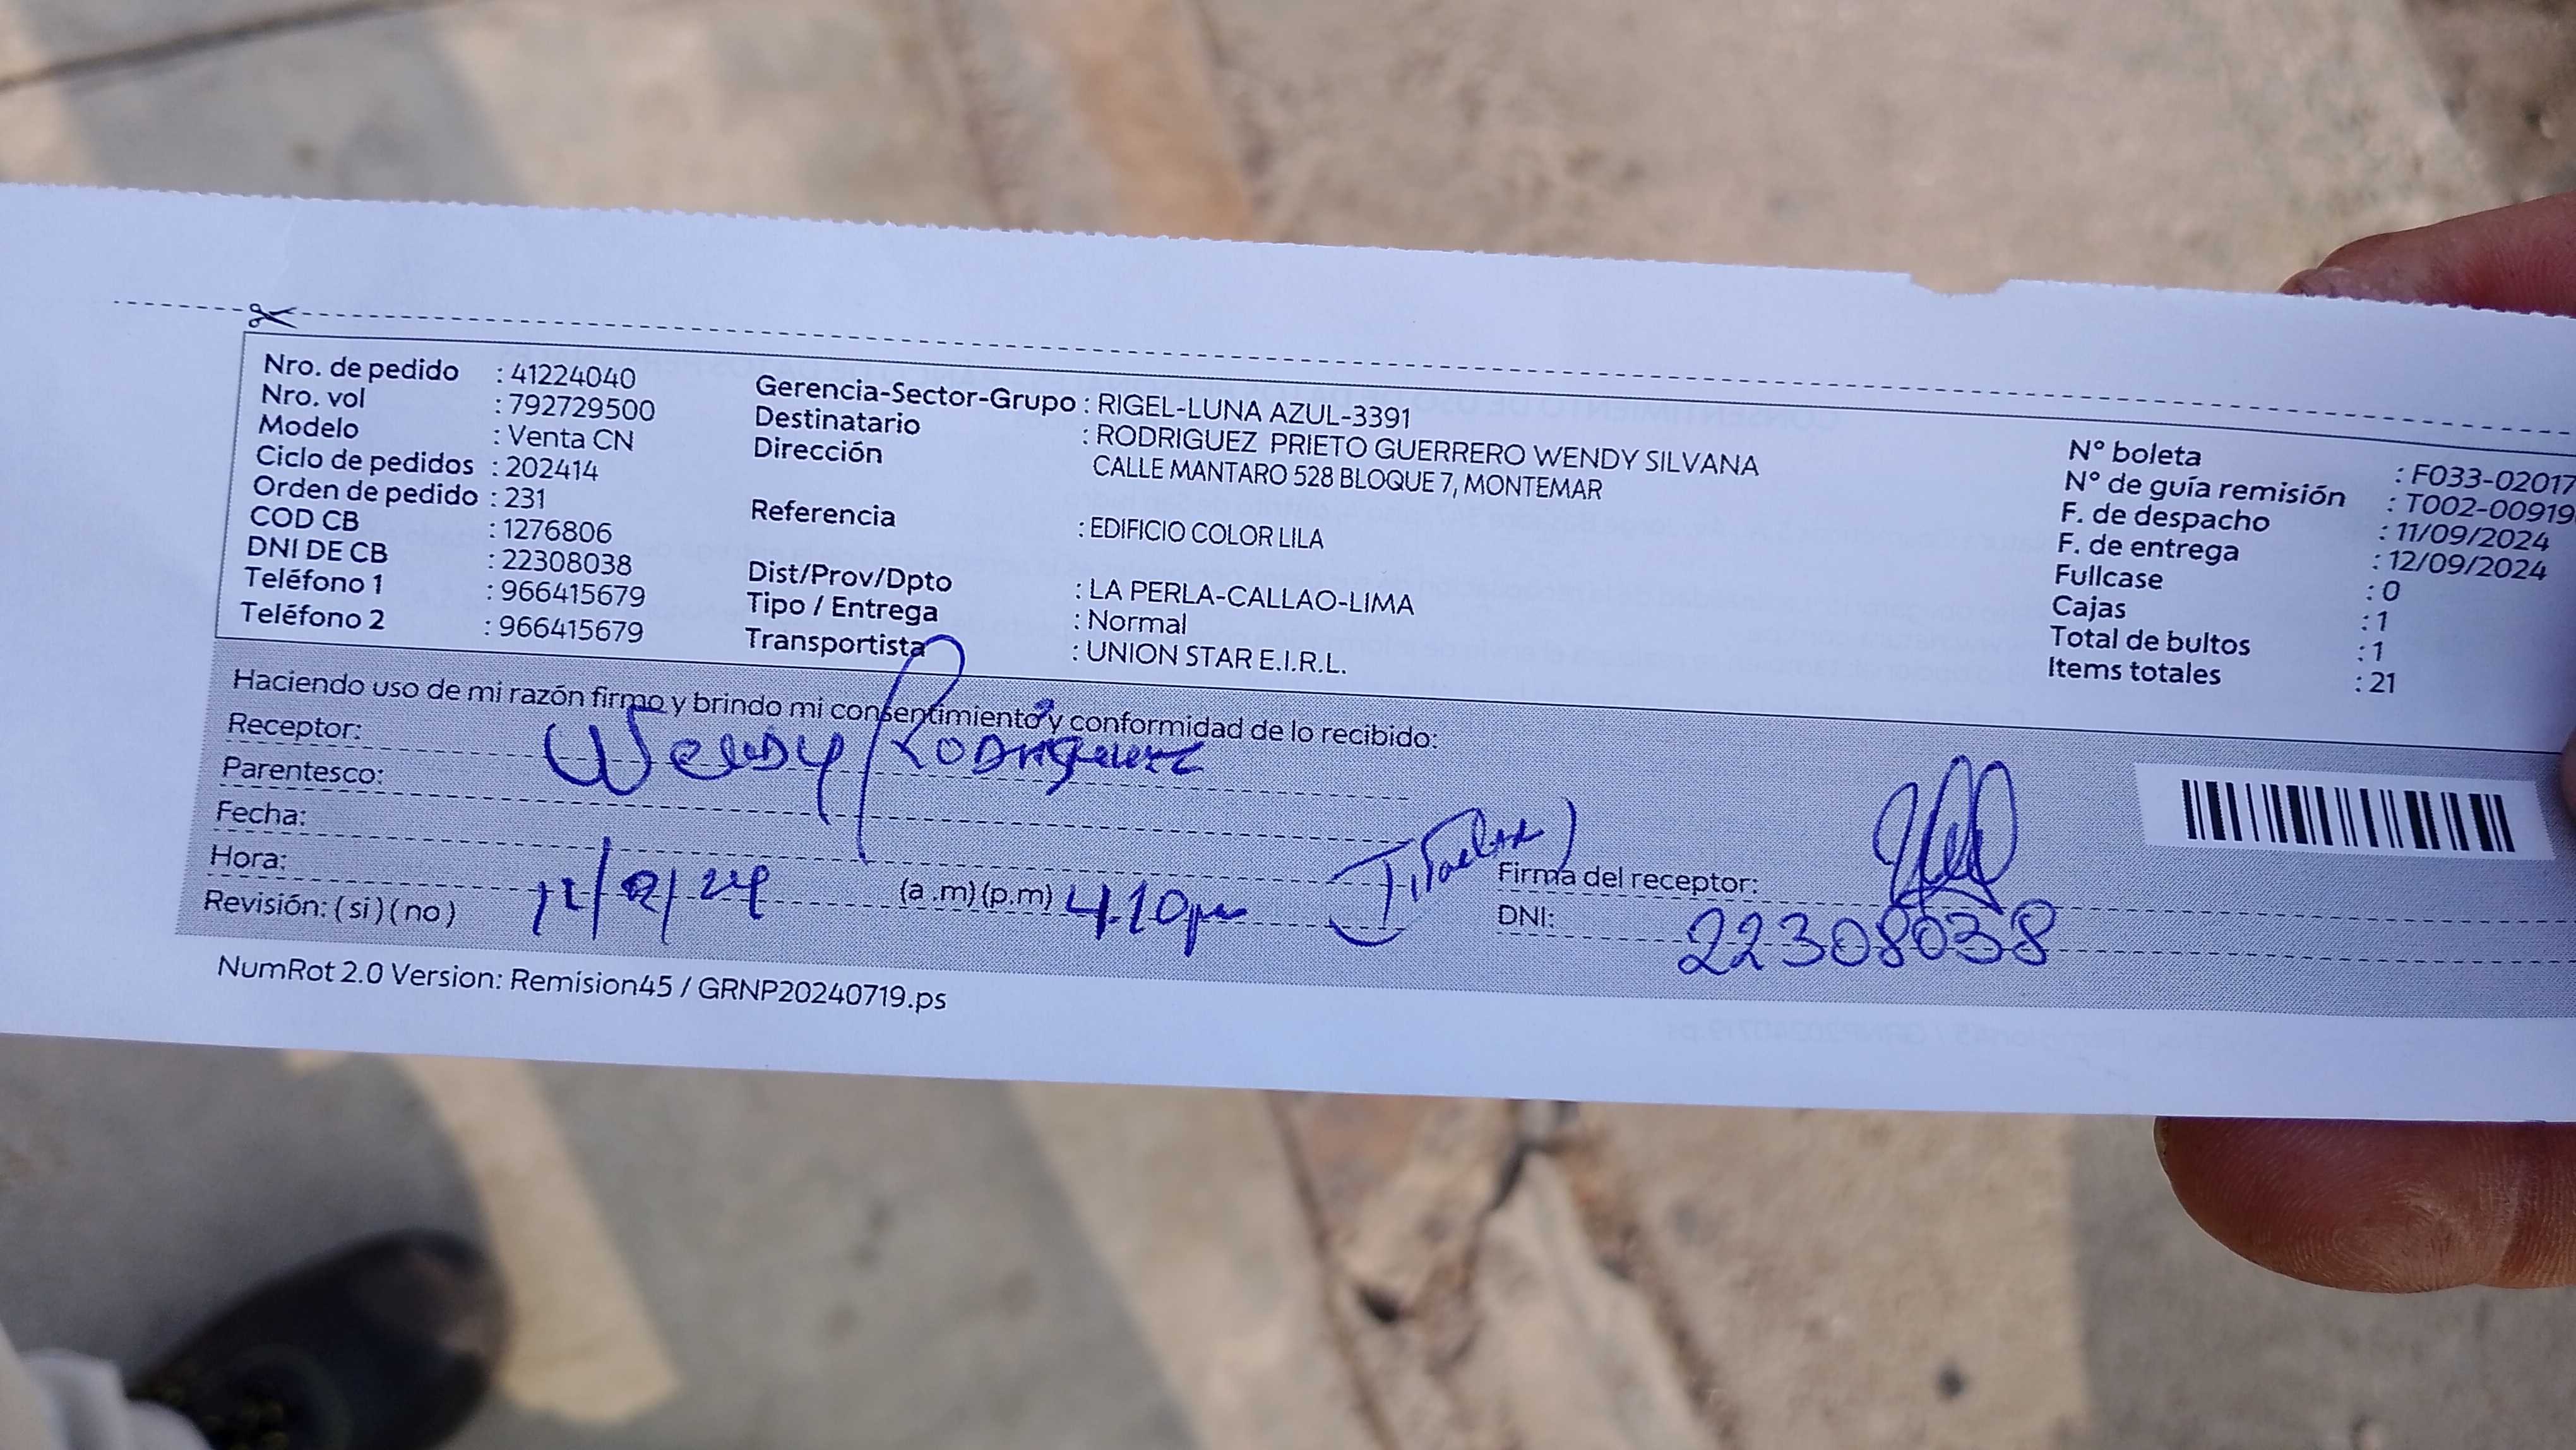 Nro. de pedido : 41224040
Nro. vol : 792729500
Modelo : Venta CN
Ciclo de pedidos : 202414
Orden de pedido : 231
COD CB : 1276806
DNI DE CB : 22308038
Teléfono 1 : 966415679
Teléfono 2 : 966415679
Gerencia-Sector-Grupo : RIGEL-LUNA AZUL-3391
Destinatario : RODRIGUEZ PRIETO GUERRERO WENDY SILVANA
Dirección CALLE MANTARO 528 BLOQUE 7, MONTEMAR
Referencia : EDIFICIO COLOR LILA
Dist/Prov/Dpto : LA PERLA-CALLAO-LIMA
Tipo / Entrega : Normal
Transportista : UNION STAR E.I.R.L.
N° boleta : F033-02017
N° de guía remisión : T002-00919
F. de despacho : 11/09/2024
F. de entrega : 12/09/2024
Fullcase : 0
Cajas : 1
Total de bultos : 1
Items totales : 21
Haciendo uso de mi razón firmo y brindo mi consentimiento y conformidad de lo recibido:
Receptor: Wendy Rodriguez
Parentesco:
Fecha:
Hora: (a .m) (p.m) 4.10pm
Revisión: ( si ) ( no )
Firma del receptor:
DNI: 22308038
NumRot 2.0 Version: Remision45 / GRNP20240719.ps